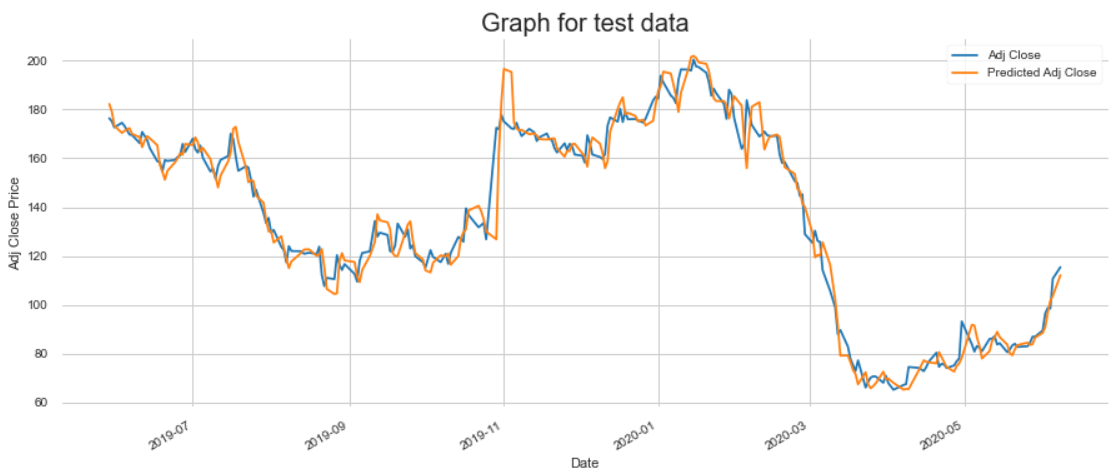 Graph for test data
Adj Close
Predicted Adj Close
Adj Close Price
200
180
160
140
120
100
80
60
2019-07
2019-09
2019-11
2020-01
2020-03
2020-05
Date